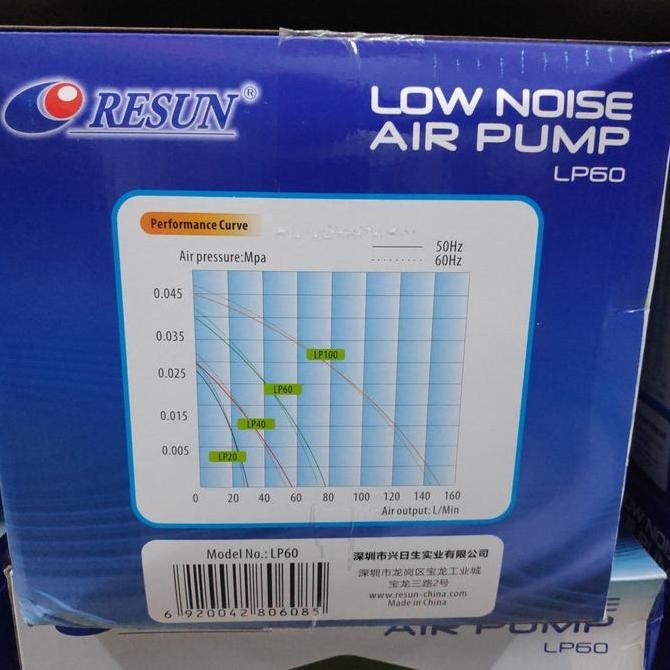 RESUN®
LOW NOISE
AIR PUMP
LP60
Performance Curve
50Hz
60Hz
Air pressure:Mpa
0.045
0.035
0.025
0.015
0.005
LP100
LP60
LP40
LP20
0 20 40 60 80 100 120 140 160
Air output: L/Min
Model No.: LP60
6 920042 806085
深圳市兴日生实业有限公司
深圳市龙岗区宝龙工业城
宝龙三路2号
www.resun-china.com
Made in China
AIR PUMP
LP60
LOW NO